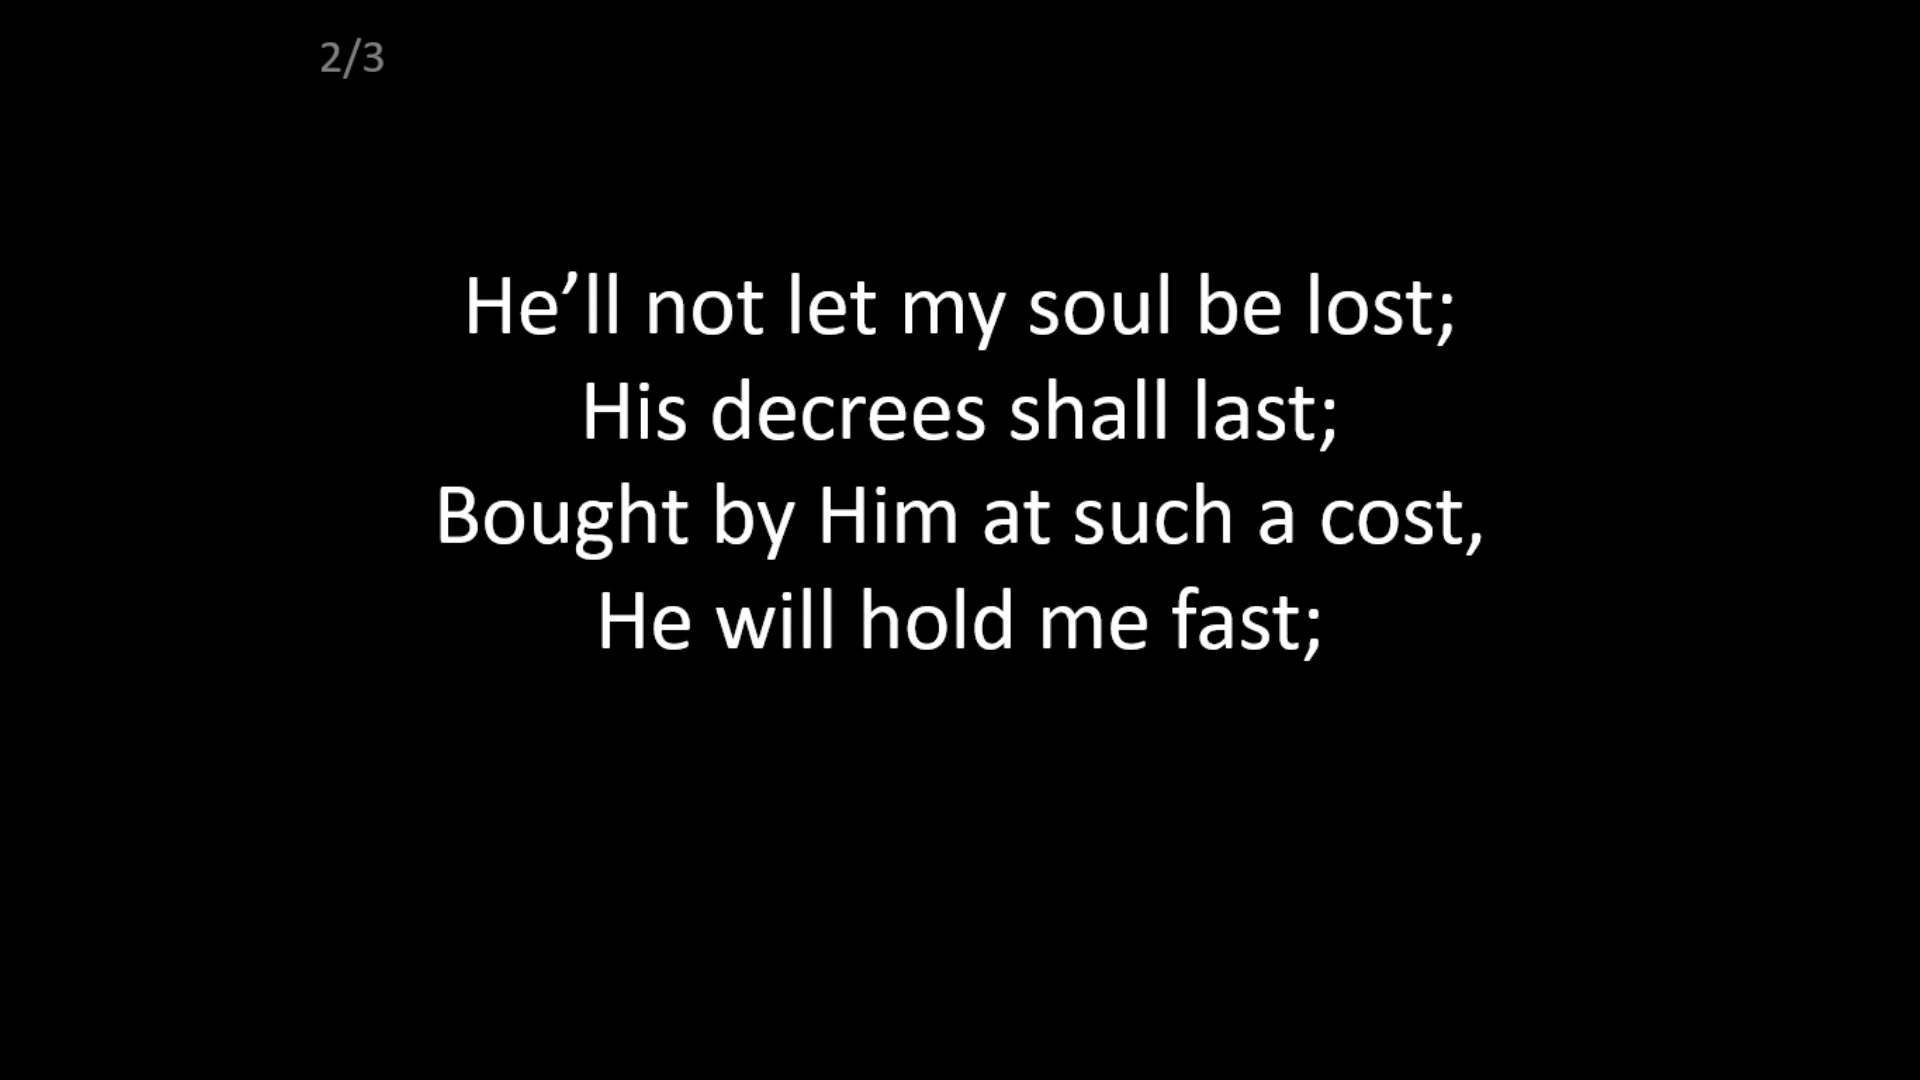 2/3
He’ll not let my soul be lost;
His decrees shall last;
Bought by Him at such a cost,
He will hold me fast;